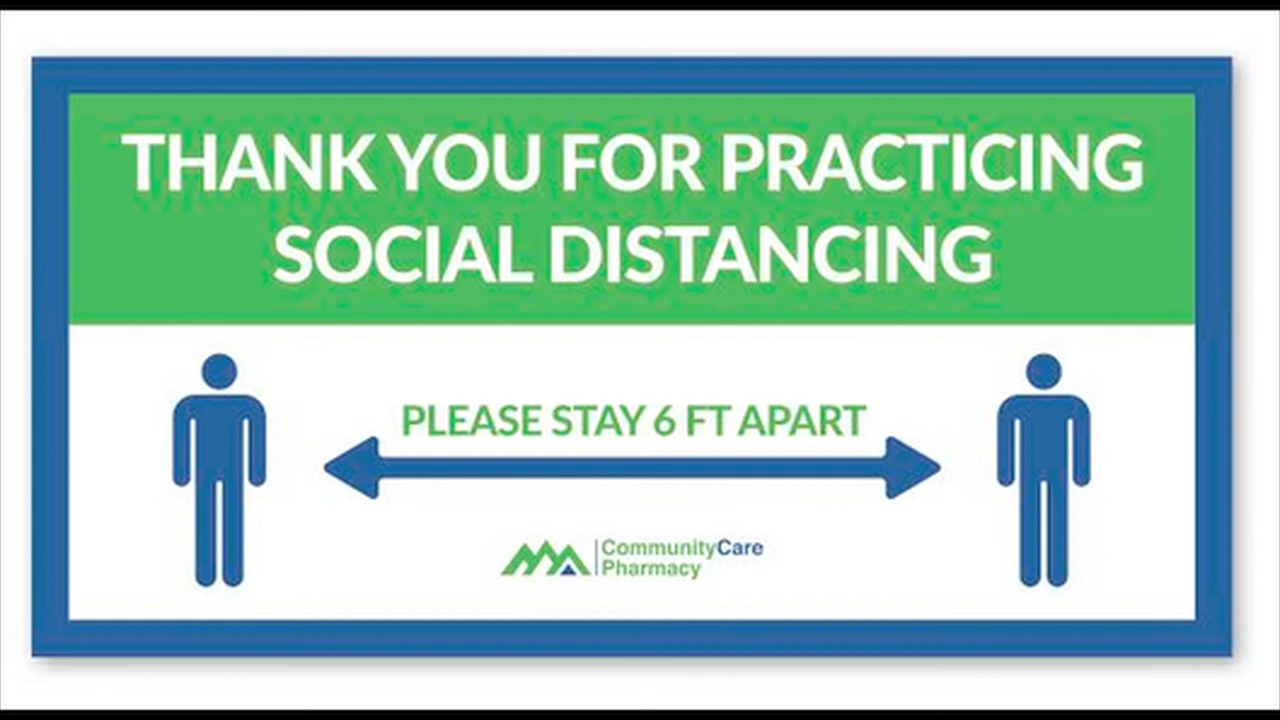 THANK YOU FOR PRACTICING
SOCIAL DISTANCING
PLEASE STAY 6 FT APART
CommunityCare
Pharmacy